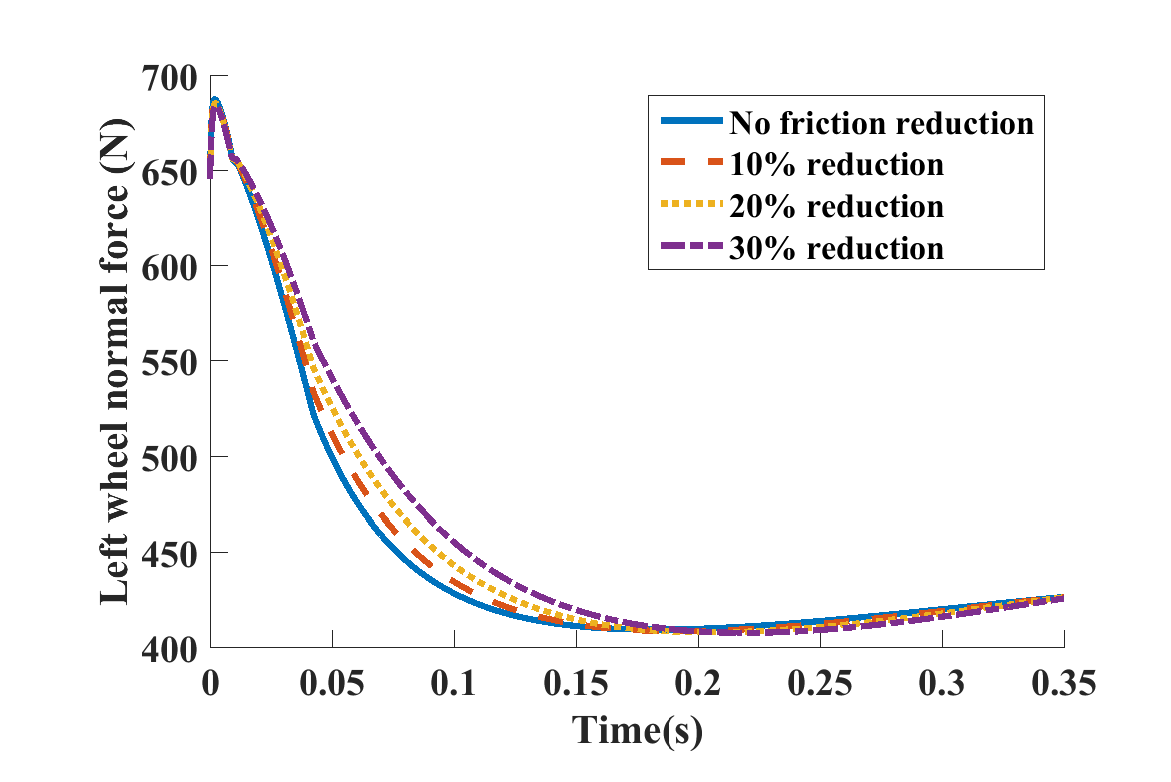 Left wheel normal force (N)
700
650
600
550
500
450
400
No friction reduction
10% reduction
20% reduction
30% reduction
0
0.05
0.1
0.15
0.2
0.25
0.3
0.35
Time(s)